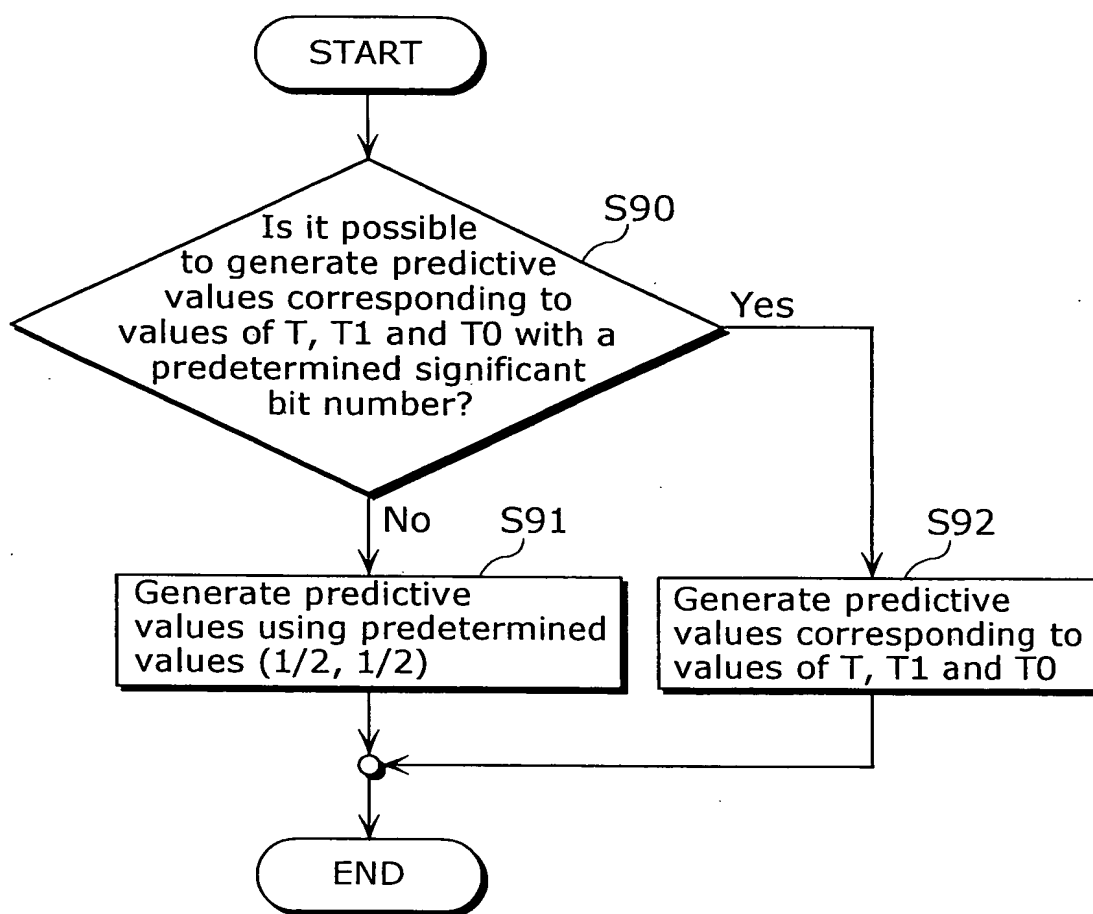 START
S90
Is it possible
to generate predictive
values corresponding to
values of T, T1 and T0 with a
predetermined significant
bit number?
Yes
No
S91
Generate predictive
values using predetermined
values (1/2, 1/2)
S92
Generate predictive
values corresponding to
values of T, T1 and T0
END